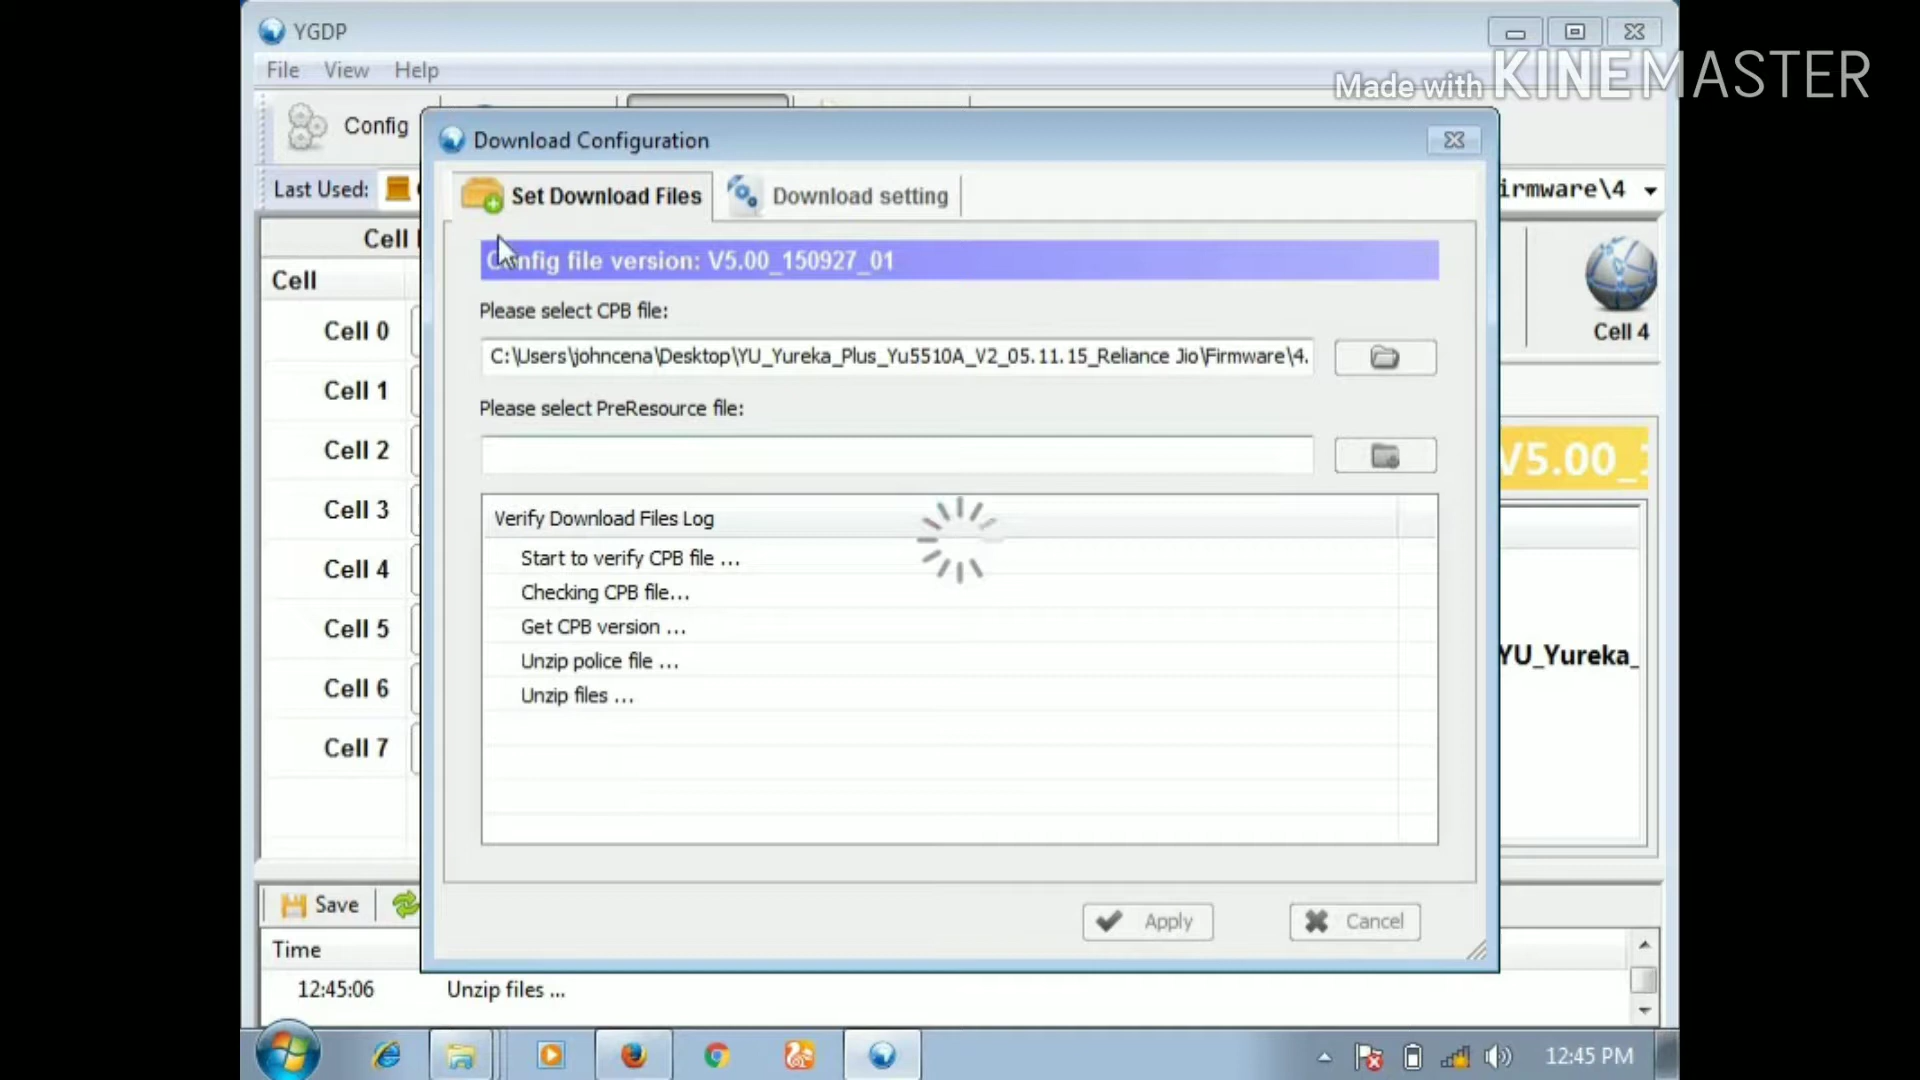 YGDP
File View Help
Made with KINEMASTER
Config
Download Configuration
Last Used:
Set Download Files
Download setting
irmware\4
Cell
Config file version: V5.00_150927_01
Cell
Please select CPB file:
Cell 0
Cell 4
C:\Users\johncena\Desktop\YU_Yureka_Plus_Yu5510A_V2_05.11.15_Reliance Jio\Firmware\4.
Cell 1
Please select PreResource file:
Cell 2
V5.00_
Cell 3
Verify Download Files Log
Start to verify CPB file ...
Cell 4
Checking CPB file...
Cell 5
Get CPB version ...
Unzip police file ...
YU_Yureka_
Cell 6
Unzip files ...
Cell 7
Save
Apply
Cancel
Time
12:45:06 Unzip files ...
12:45 PM